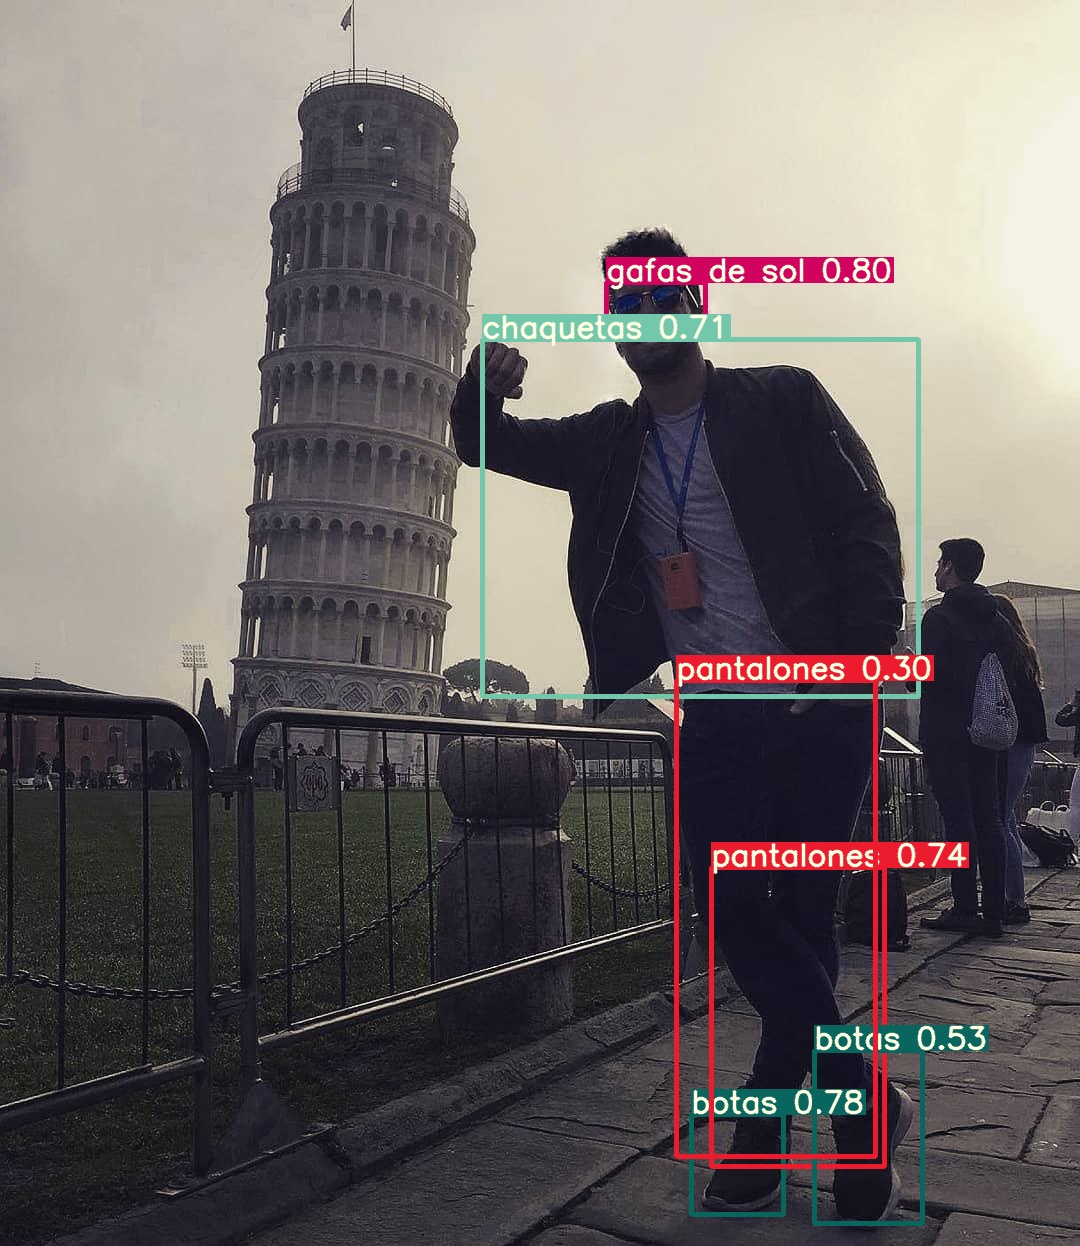 gafas de sol 0.80
chaquetas 0.71
pantalones 0.30
pantalones 0.74
botas 0.53
botas 0.78